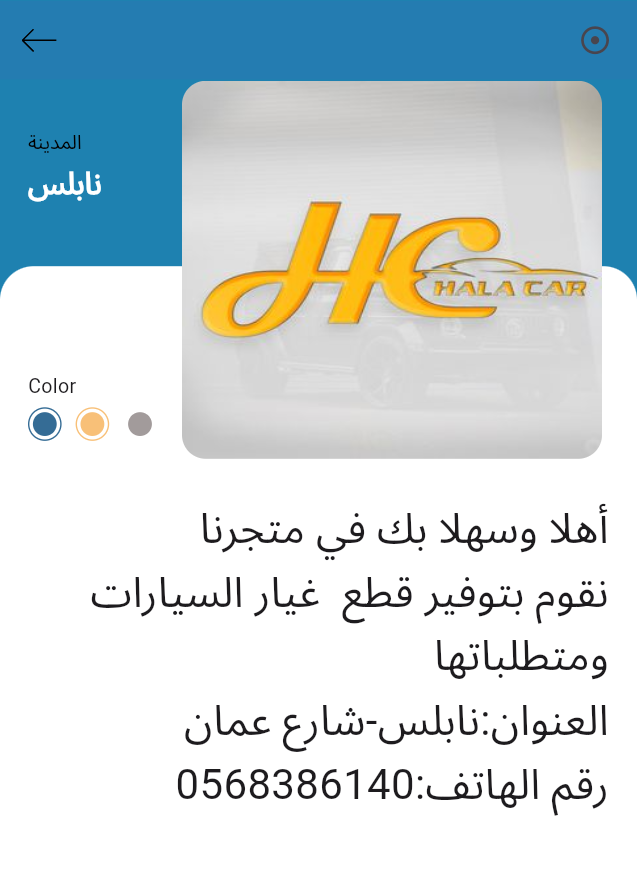 المدينة
نابلس
HC
HALA CAR
Color
أهلا وسهلا بك في متجرنا
نقوم بتوفير قطع  غيار السيارات
ومتطلباتها
العنوان:نابلس-شارع عمان
رقم الهاتف:0568386140